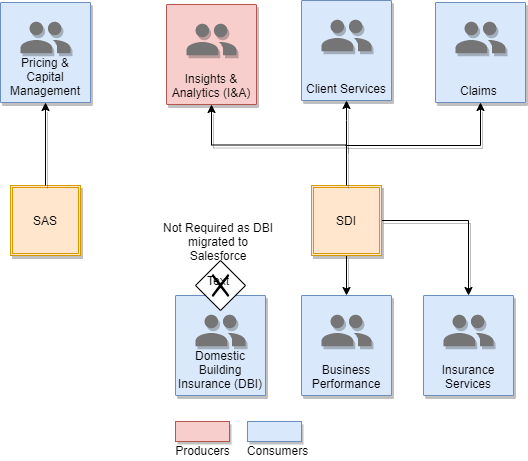 Pricing &
Capital
Management
Insights &
Analytics (I&A)
Client Services
Claims
SAS
SDI
Not Required as DBI
migrated to
Salesforce
Text
Domestic
Building
Insurance (DBI)
Business
Performance
Insurance
Services
Producers
Consumers